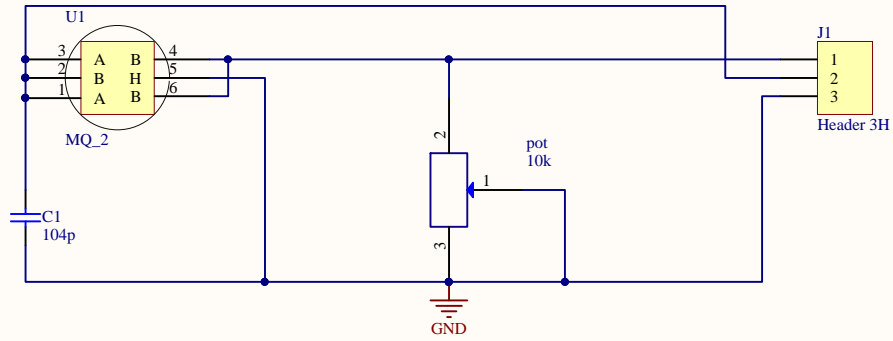 U1
3 A B 4
2 B H 5
1 A B 6
MQ_2
C1
104p
2
pot
10k
1
3
GND
J1
1
2
3
Header 3H